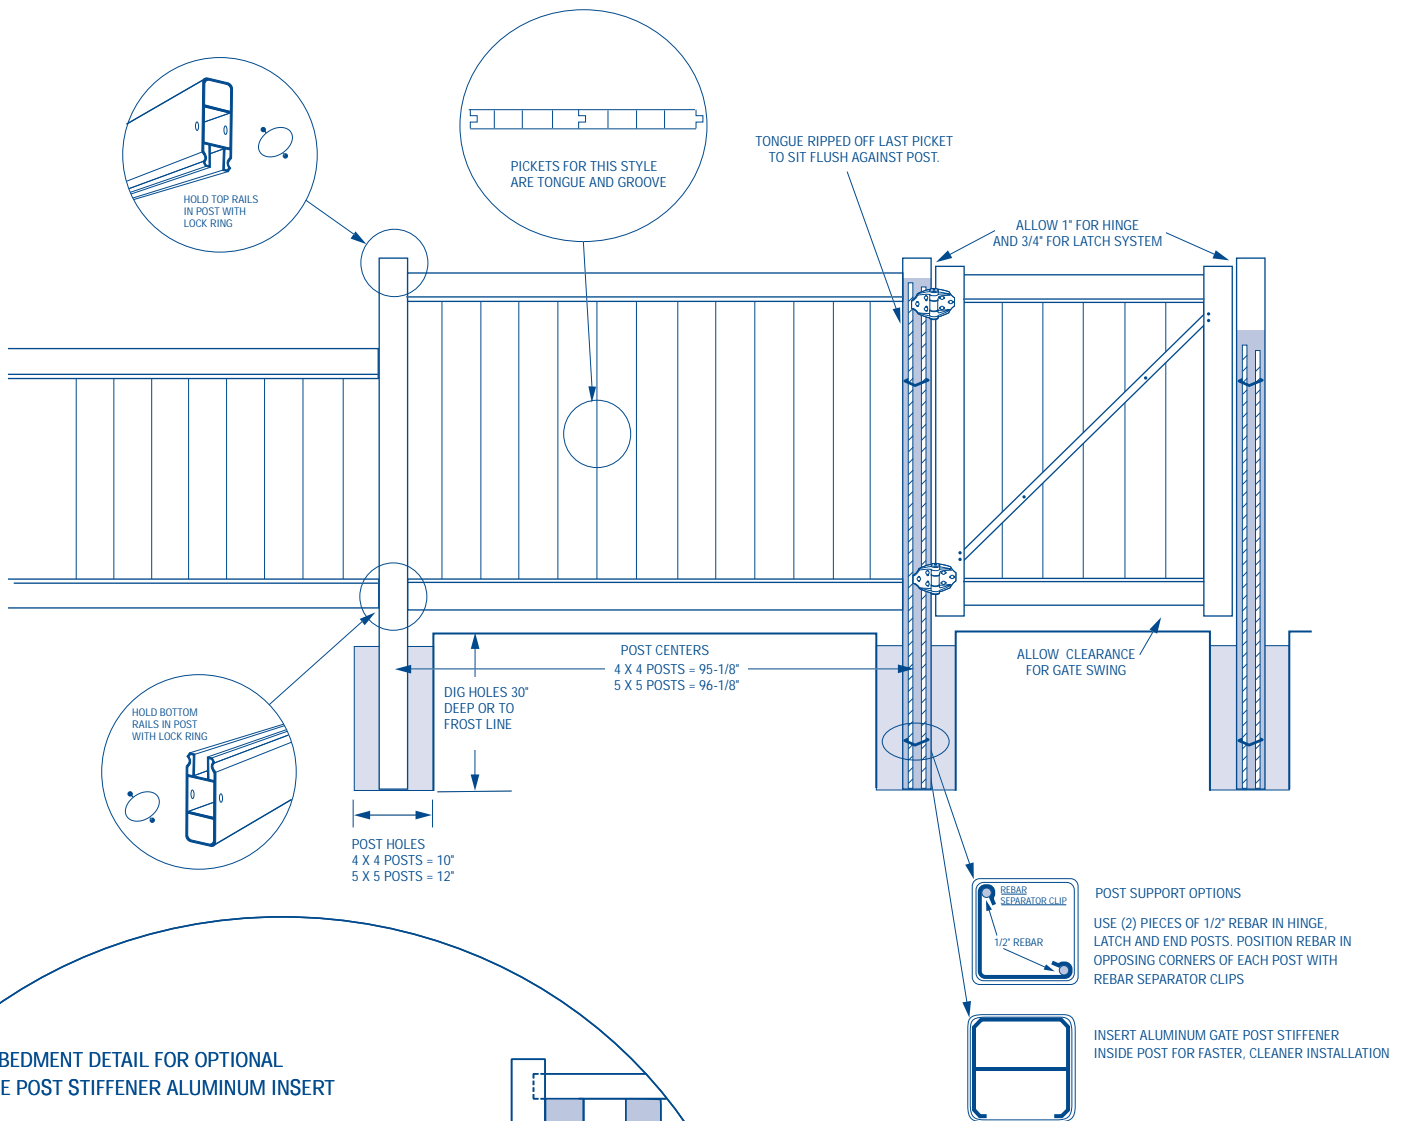 PICKETS FOR THIS STYLE
ARE TONGUE AND GROOVE
TONGUE RIPPED OFF LAST PICKET
TO SIT FLUSH AGAINST POST.
HOLD TOP RAILS
IN POST WITH
LOCK RING
ALLOW 1" FOR HINGE
AND 3/4" FOR LATCH SYSTEM
POST CENTERS
4 X 4 POSTS = 95-1/8"
5 X 5 POSTS = 96-1/8"
ALLOW CLEARANCE
FOR GATE SWING
DIG HOLES 30"
DEEP OR TO
FROST LINE
HOLD BOTTOM
RAILS IN POST
WITH LOCK RING
POST HOLES
4 X 4 POSTS = 10"
5 X 5 POSTS = 12"
REBAR
SEPARATOR CLIP
1/2" REBAR
POST SUPPORT OPTIONS
USE (2) PIECES OF 1/2" REBAR IN HINGE,
LATCH AND END POSTS. POSITION REBAR IN
OPPOSING CORNERS OF EACH POST WITH
REBAR SEPARATOR CLIPS
INSERT ALUMINUM GATE POST STIFFENER
INSIDE POST FOR FASTER, CLEANER INSTALLATION
BEDMENT DETAIL FOR OPTIONAL
E POST STIFFENER ALUMINUM INSERT